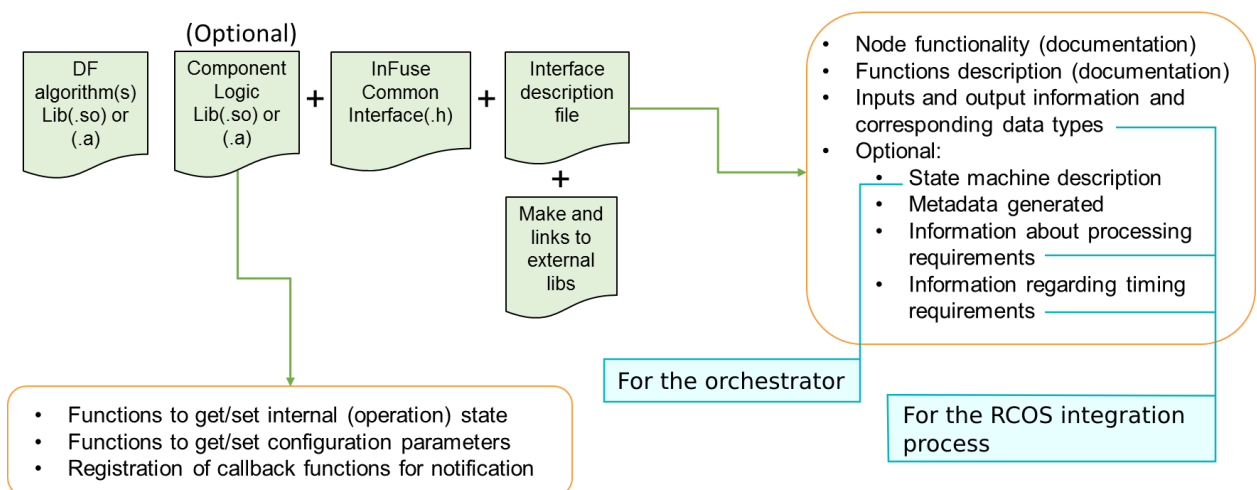 (Optional)
DF
algorithm(s)
Lib(.so) or
(.a)
Component
Logic
Lib(.so) or
(.a)
+
InFuse
Common
Interface(.h)
+
Interface
description
file
+
Make and
links to
external
libs
• Node functionality (documentation)
• Functions description (documentation)
• Inputs and output information and
corresponding data types
• Optional:
• State machine description
• Metadata generated
• Information about processing
requirements
• Information regarding timing
requirements
For the orchestrator
For the RCOS integration
process
• Functions to get/set internal (operation) state
• Functions to get/set configuration parameters
• Registration of callback functions for notification